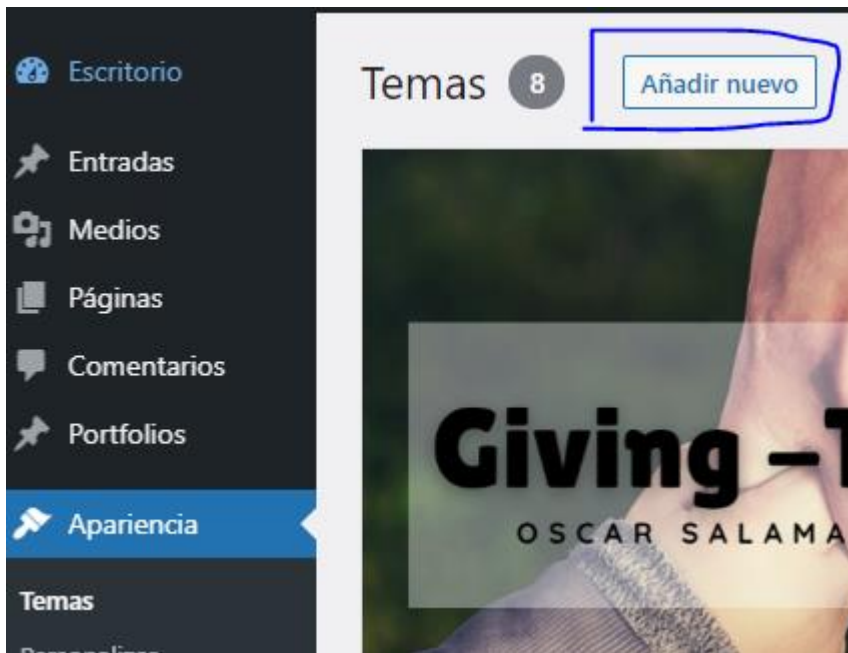 Escritorio
Entradas
Medios
Páginas
Comentarios
Portfolios
Apariencia
Temas
Temas 8 Añadir nuevo
Giving –
OSCAR SALAMA